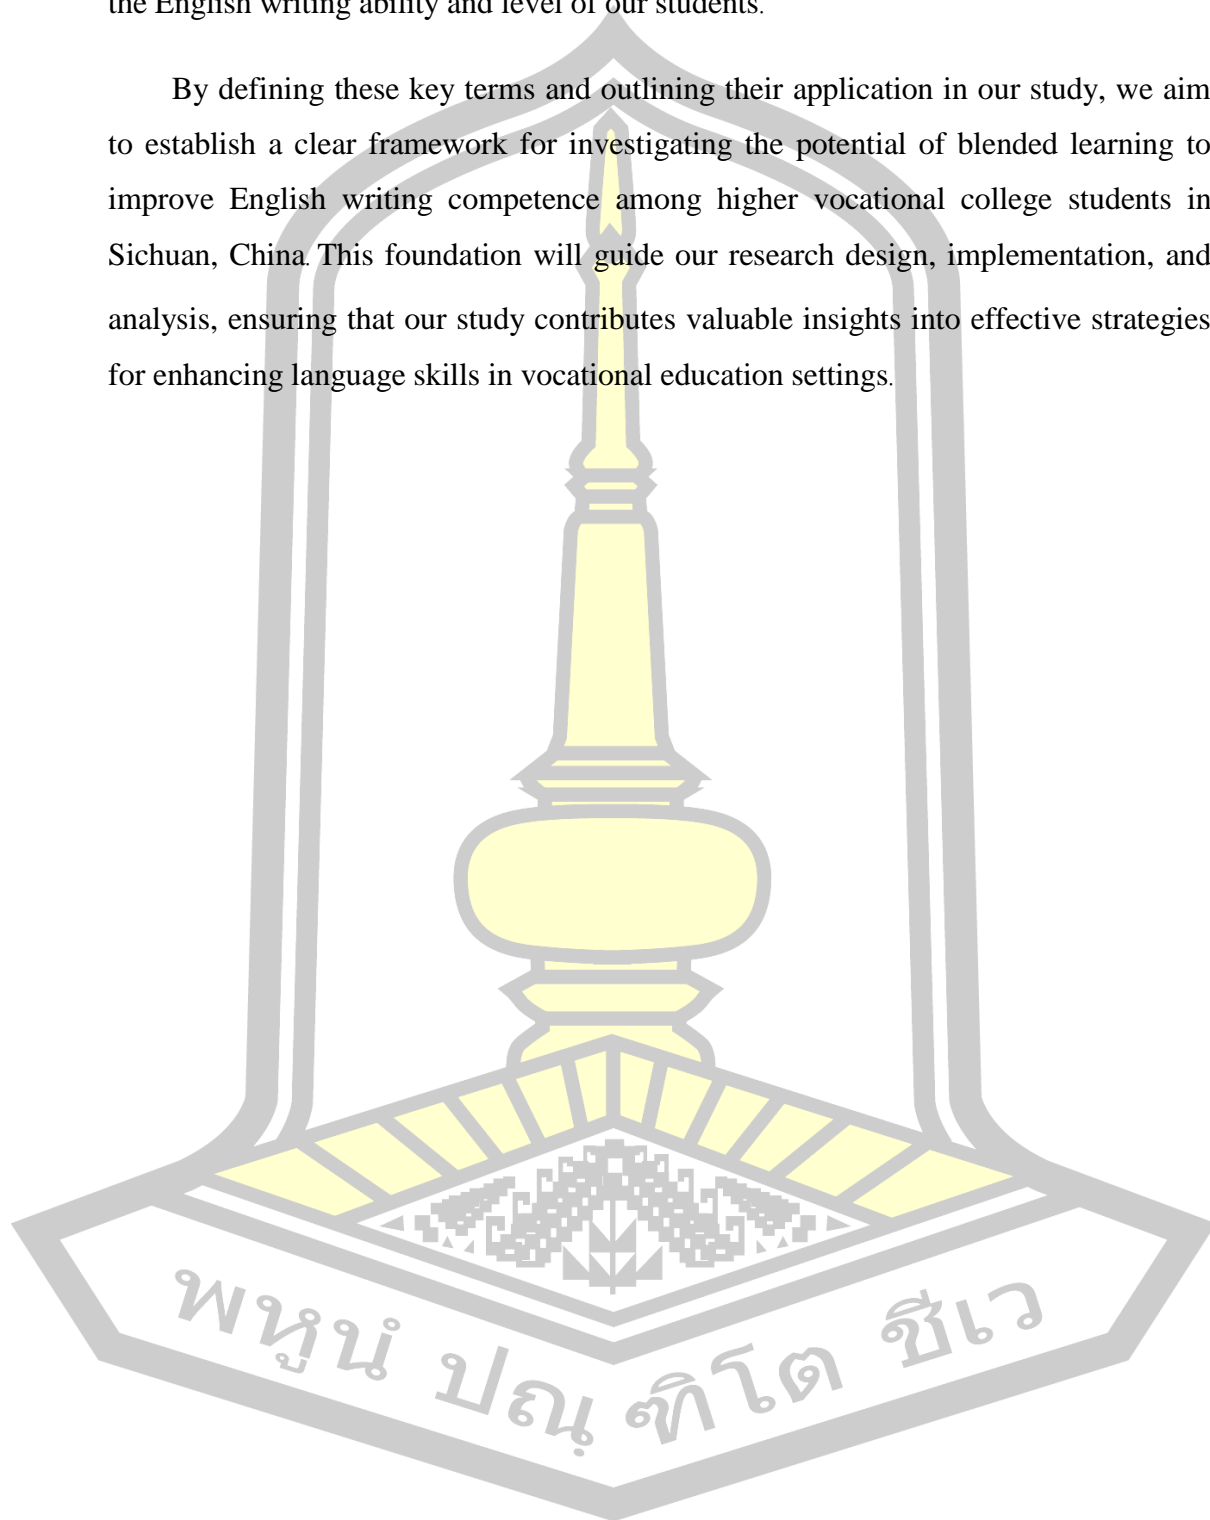 the English writing ability and level of our students.
By defining these key terms and outlining their application in our study, we aim
to establish a clear framework for investigating the potential of blended learning to
improve English writing competence among higher vocational college students in
Sichuan, China. This foundation will guide our research design, implementation, and
analysis, ensuring that our study contributes valuable insights into effective strategies
for enhancing language skills in vocational education settings.
พหูนํ ปณฺฑิโต ชีเว